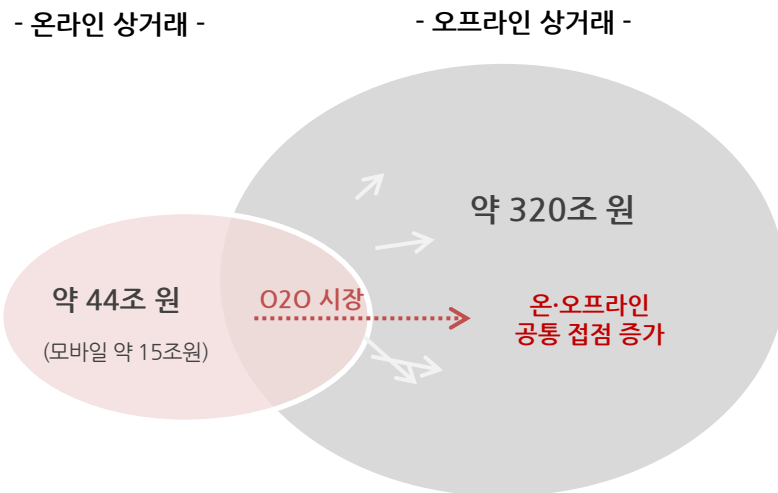 - 온라인 상거래 -
- 오프라인 상거래 -
약 320조 원
약 44조 원
(모바일 약 15조원)
O2O 시장
온·오프라인
공통 접점 증가